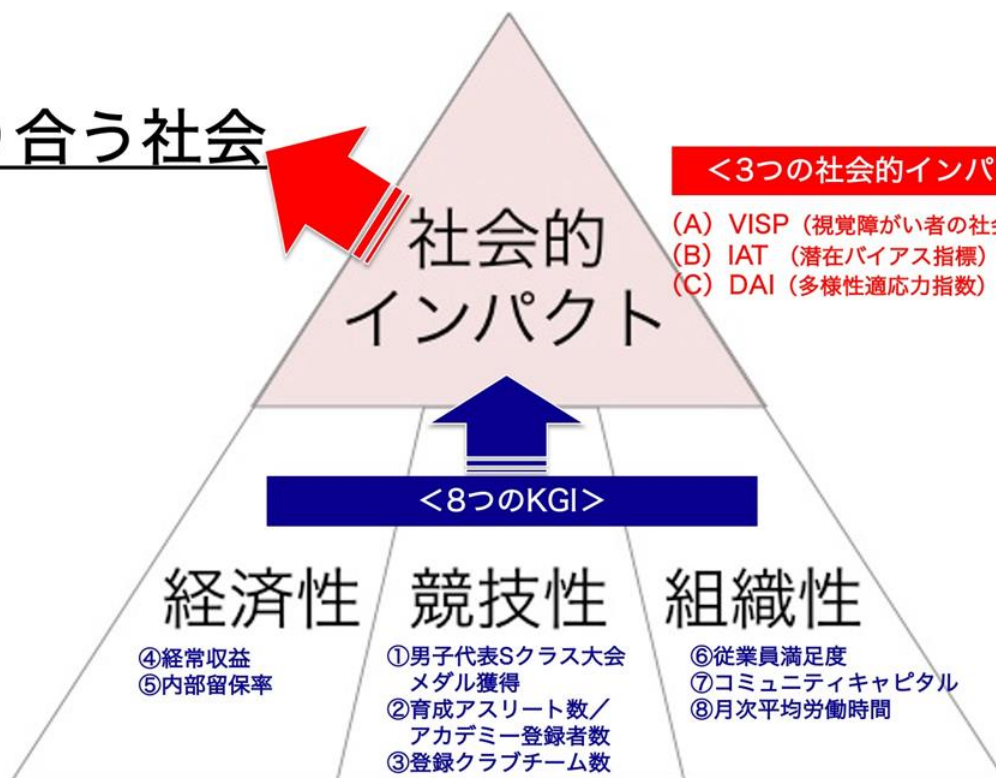 合う社会
社会的
インパクト
<3つの社会的インパ
(A) VISP(視覚障がい者の社会
(B) IAT (潜在バイアス指標)
(C) DAI(多様性適応力指数)
<8つのKGI>
経済性
④経常収益
⑤内部留保率
競技性
①男子代表Sクラス大会
メダル獲得
②育成アスリート数/
アカデミー登録者数
③登録クラブチーム数
組織性
⑥従業員満足度
⑦コミュニティキャピタル
⑧月次平均労働時間